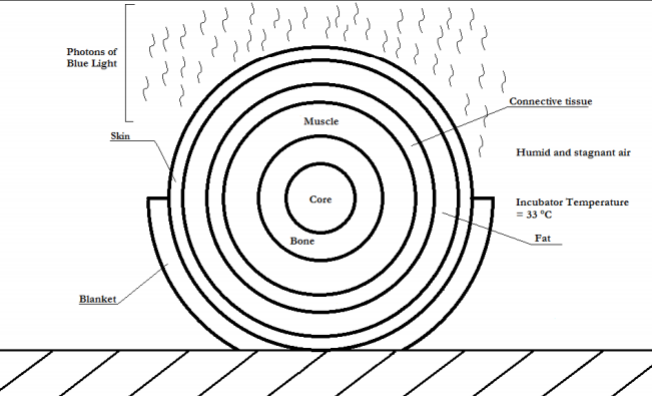 Photons of
Blue Light
Connective tissue
Muscle
Skin
Humid and stagnant air
Core
Incubator Temperature
= 33 °C
Fat
Bone
Blanket